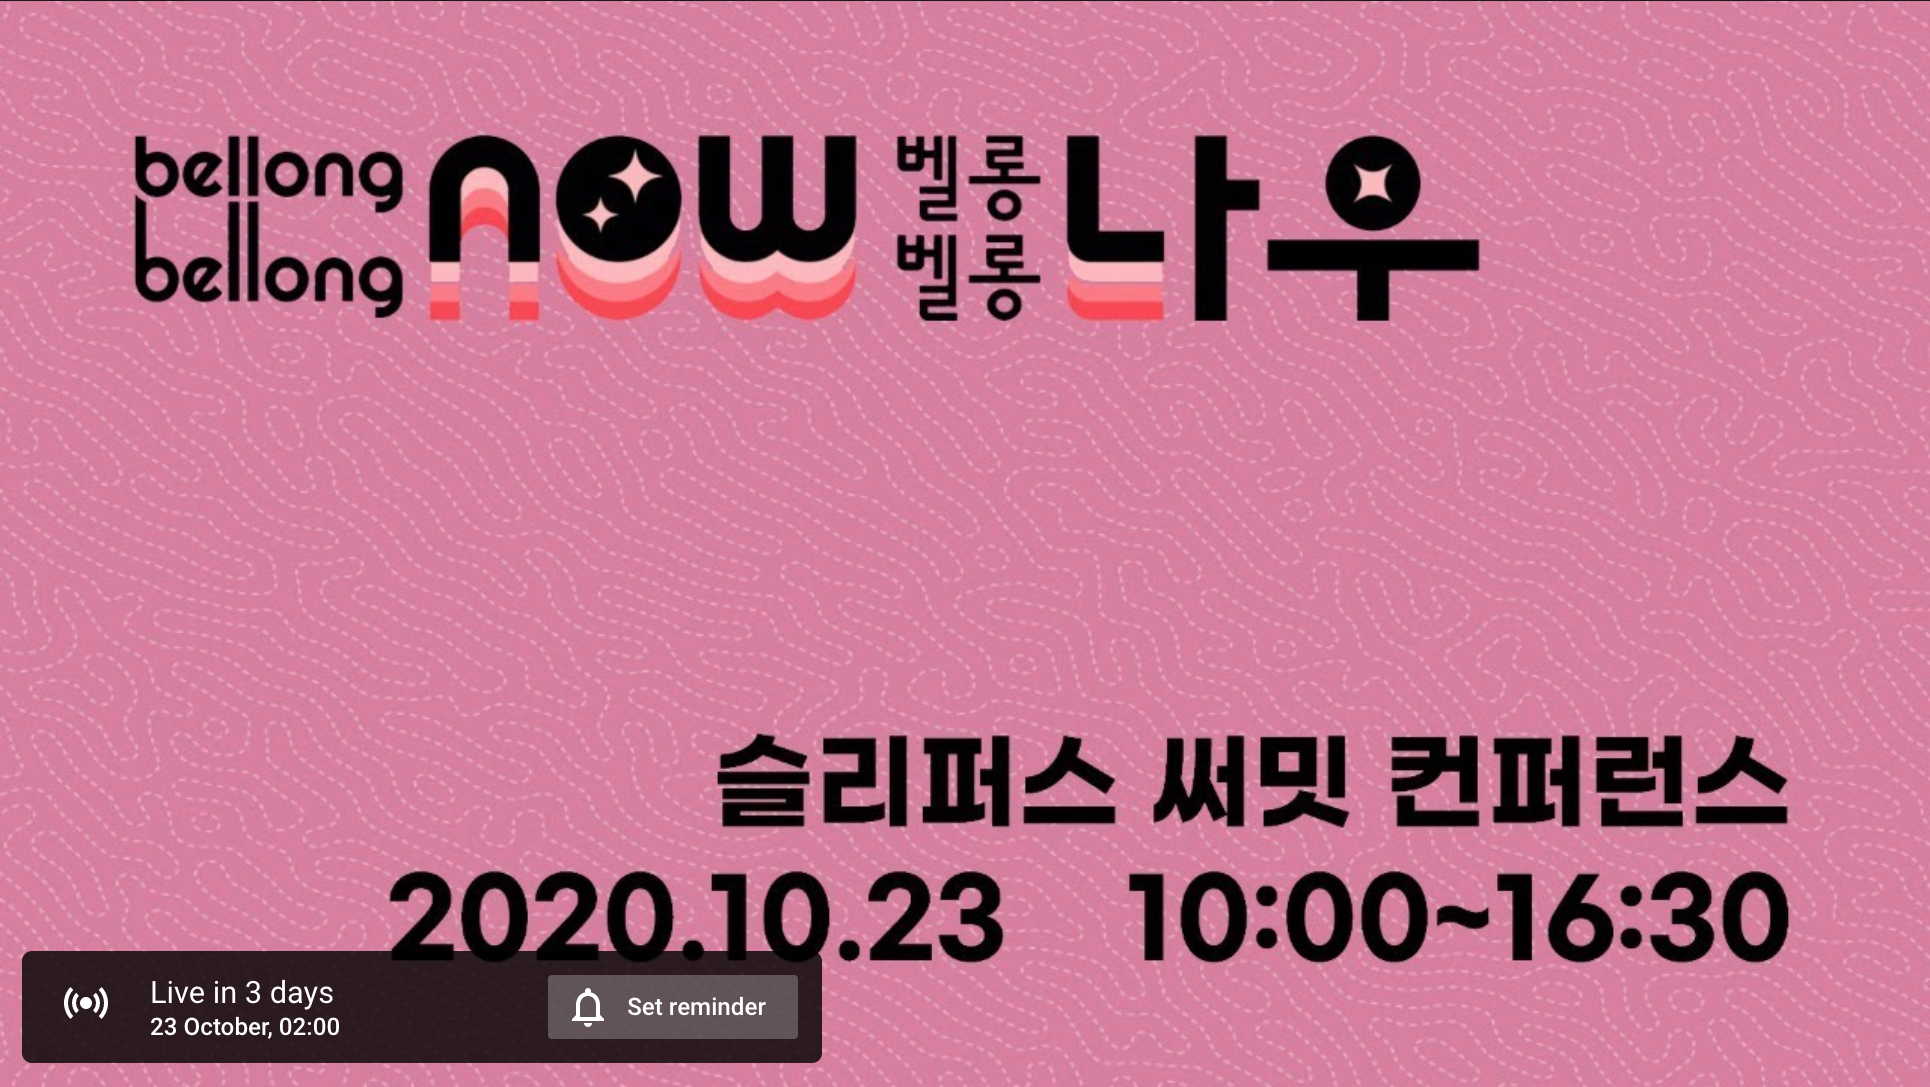 bellong
bellong
now
벨롱
벨롱
나우
슬리퍼스 써밋 컨퍼런스
2020.10.23 10:00~16:30
Live in 3 days
23 October, 02:00
Set reminder